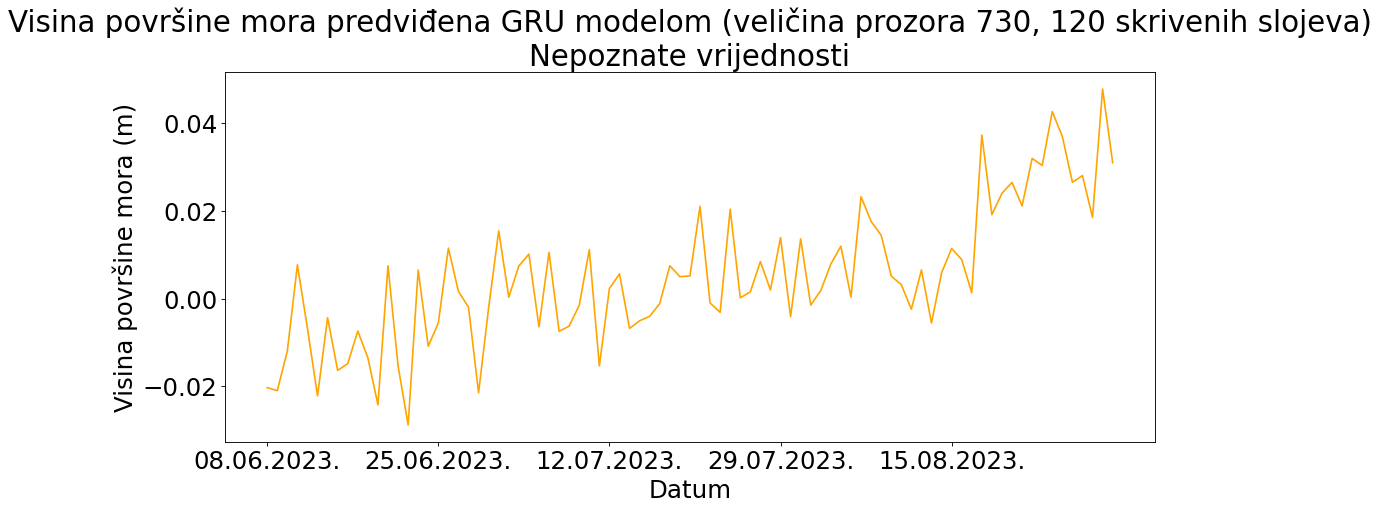 Visina površine mora predviđena GRU modelom (veličina prozora 730, 120 skrivenih slojeva)
Nepoznate vrijednosti
Visina površine mora (m)
0.04
0.02
0.00
−0.02
08.06.2023. 25.06.2023. 12.07.2023. 29.07.2023. 15.08.2023.
Datum